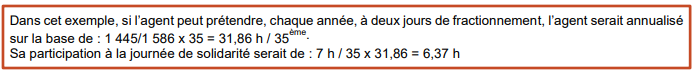 Dans cet exemple, si l'agent peut prétendre, chaque année, à deux jours de fractionnement, l'agent serait annualisé
sur la base de : 1 445/1 586 x 35 = 31,86 h / 35ème.
Sa participation à la journée de solidarité serait de : 7 h / 35 x 31,86 = 6,37 h